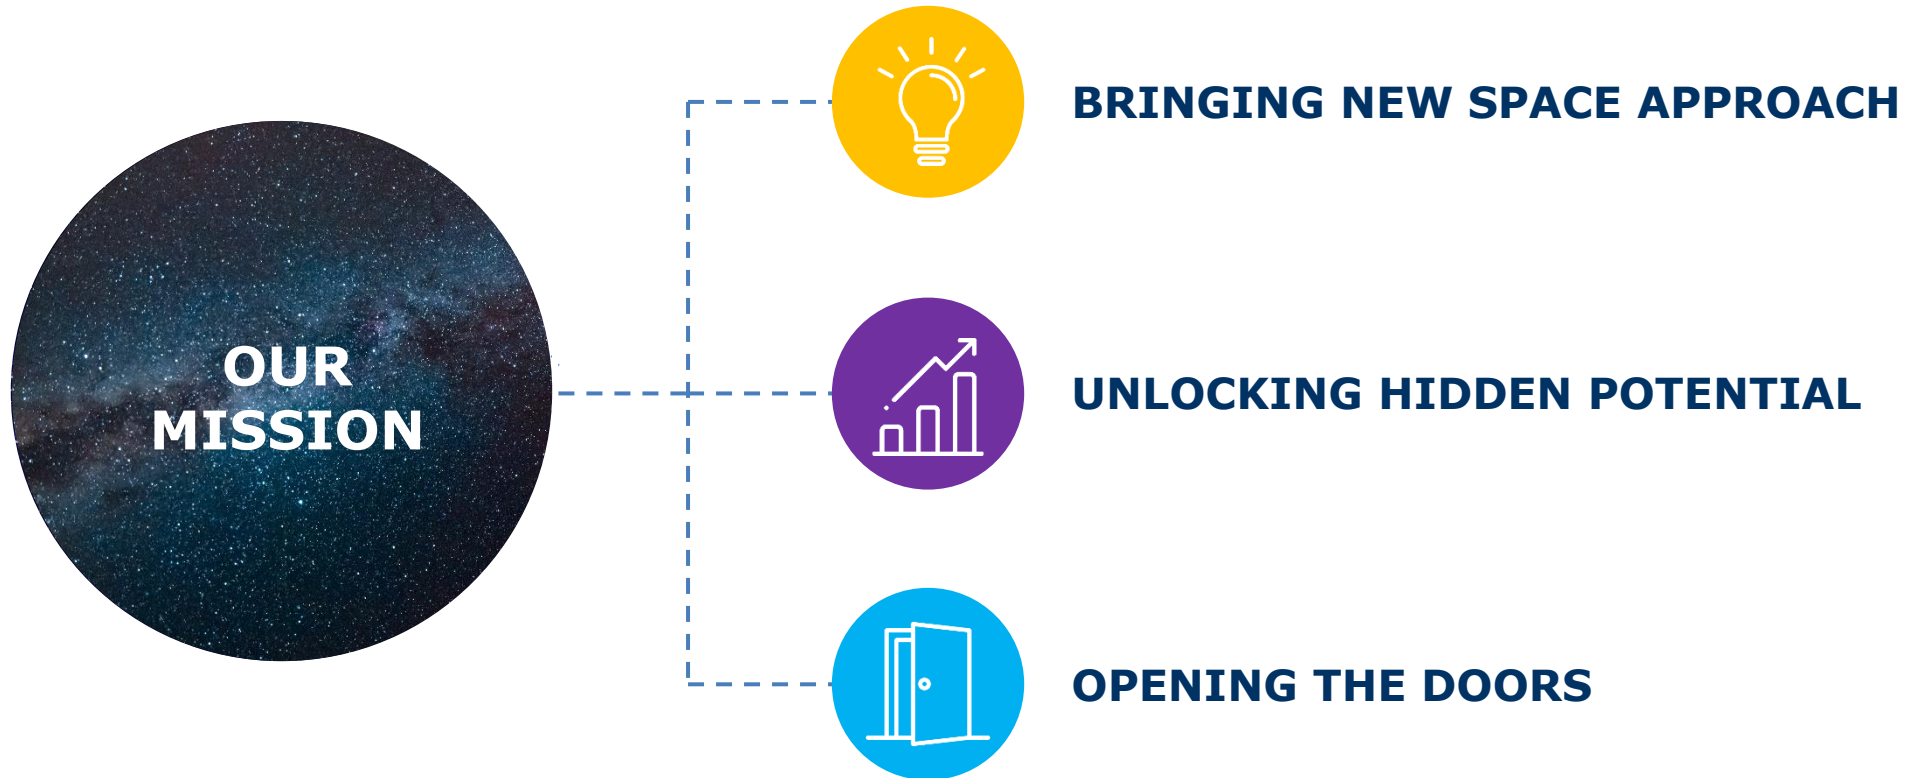 OUR
MISSION
BRINGING NEW SPACE APPROACH
UNLOCKING HIDDEN POTENTIAL
OPENING THE DOORS